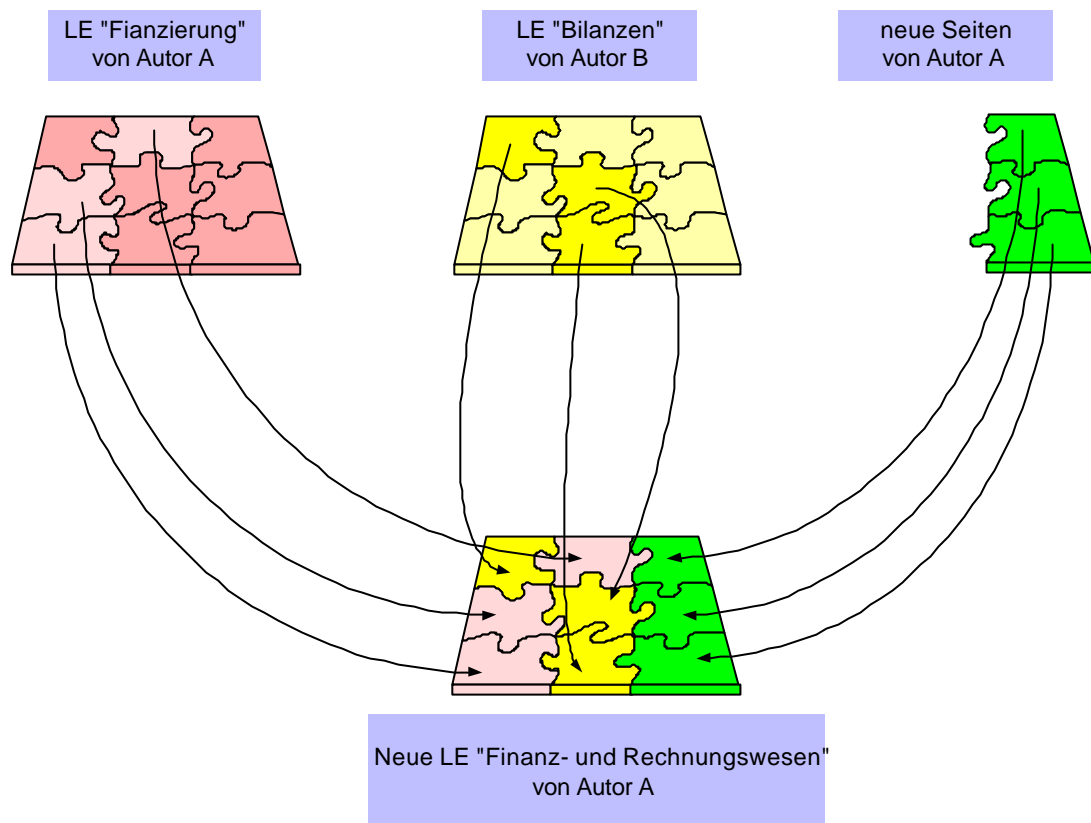 LE "Fianzierung"
von Autor A
LE "Bilanzen"
von Autor B
neue Seiten
von Autor A
Neue LE "Finanz- und Rechnungswesen"
von Autor A